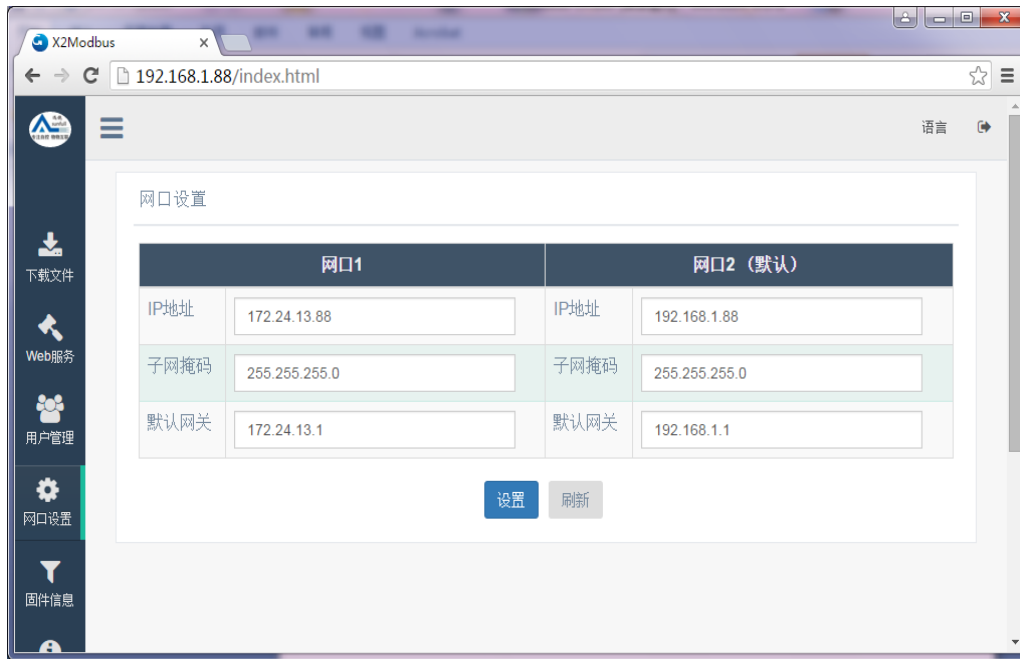 X2Modbus
192.168.1.88/index.html
语言
网口设置
网口1
网口2（默认）
IP地址
172.24.13.88
IP地址
192.168.1.88
子网掩码
255.255.255.0
子网掩码
255.255.255.0
默认网关
172.24.13.1
默认网关
192.168.1.1
设置
刷新
下载文件
Web服务
用户管理
网口设置
固件信息